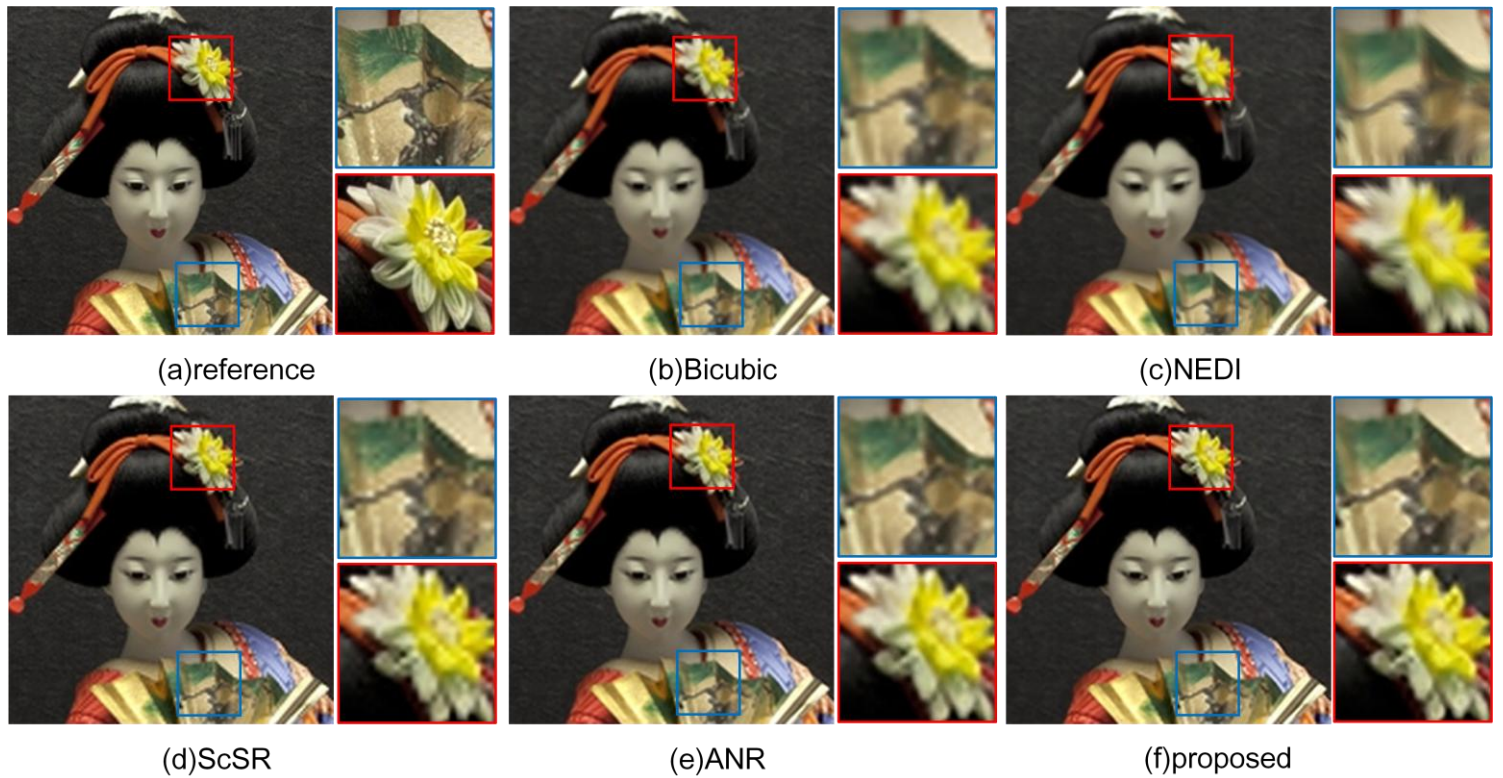 (a)reference
(b)Bicubic
(c)NEDI
(d)ScSR
(e)ANR
(f)proposed